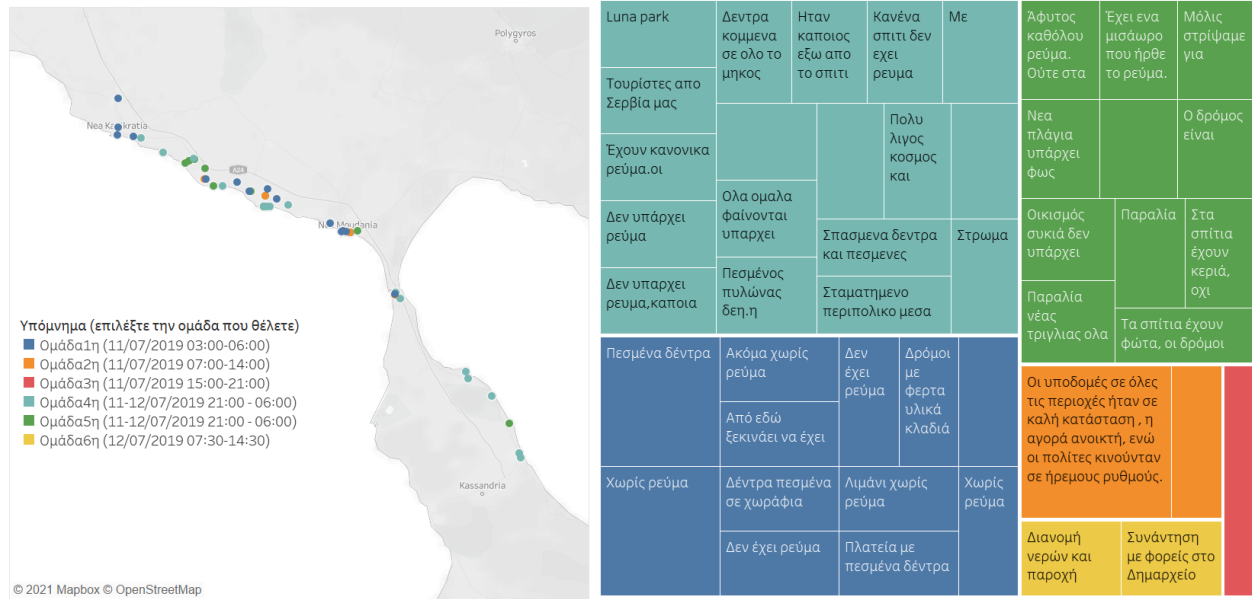 Polygyros
Nea Kallikratia
A24
Nea Moudania
Kassandria
Υπόμνημα (επιλέξτε την ομάδα που θέλετε)
Ομάδα1η (11/07/2019 03:00-06:00)
Ομάδα2η (11/07/2019 07:00-14:00)
Ομάδα3η (11/07/2019 15:00-21:00)
Ομάδα4η (11-12/07/2019 21:00 - 06:00)
Ομάδα5η (11-12/07/2019 21:00 - 06:00)
Ομάδα6η (12/07/2019 07:30-14:30)
© 2021 Mapbox © OpenStreetMap
Luna park
Τουρίστες απο
Σερβία μας
Έχουν κανονικα
ρεύμα.οι
Δεν υπάρχει
ρεύμα
Δεν υπαρχει
ρευμα,καποια
Δεντρα
κομμενα
σε ολο το
μηκος
Ηταν
καποιος
εξω απο
το σπιτι
Κανένα
σπιτι δεν
εχει
ρευμα
Με
Ολα ομαλα
φαίνονται
υπαρχει
Πεσμένος
πυλώνας
δεη.η
Πολυ
λιγος
κοσμος
και
Σπασμενα δεντρα
και πεσμενες
Σταματημενο
περιπολικο μεσα
Στρωμα
Άφυτος
καθόλου
ρεύμα.
Ούτε στα
Έχει ενα
μισάωρο
που ήρθε
το ρεύμα.
Μόλις
στρίψαμε
για
Νεα
πλάγια
υπάρχει
φως
Ο δρόμος
είναι
Οικισμός
συκιά δεν
υπάρχει
Παραλία
νέας
τριγλιας ολα
Παραλία
Στα
σπίτια
έχουν
κεριά,
οχι
Τα σπίτια έχουν
φώτα, οι δρόμοι
Πεσμένα δέντρα
Χωρίς ρεύμα
Ακόμα χωρίς
ρεύμα
Από εδώ
ξεκινάει να έχει
Δεν
έχει
ρεύμα
Δρόμοι
με
φερτα
υλικά
κλαδιά
Δέντρα πεσμένα
σε χωράφια
Δεν έχει ρεύμα
Λιμάνι χωρίς
ρεύμα
Πλατεία με
πεσμένα δέντρα
Χωρίς
ρεύμα
Οι υποδομές σε όλες
τις περιοχές ήταν σε
καλή κατάσταση , η
αγορά ανοικτή, ενώ
οι πολίτες κινούνταν
σε ήρεμους ρυθμούς.
Διανομή
νερών και
παροχή
Συνάντηση
με φορείς στο
Δημαρχείο